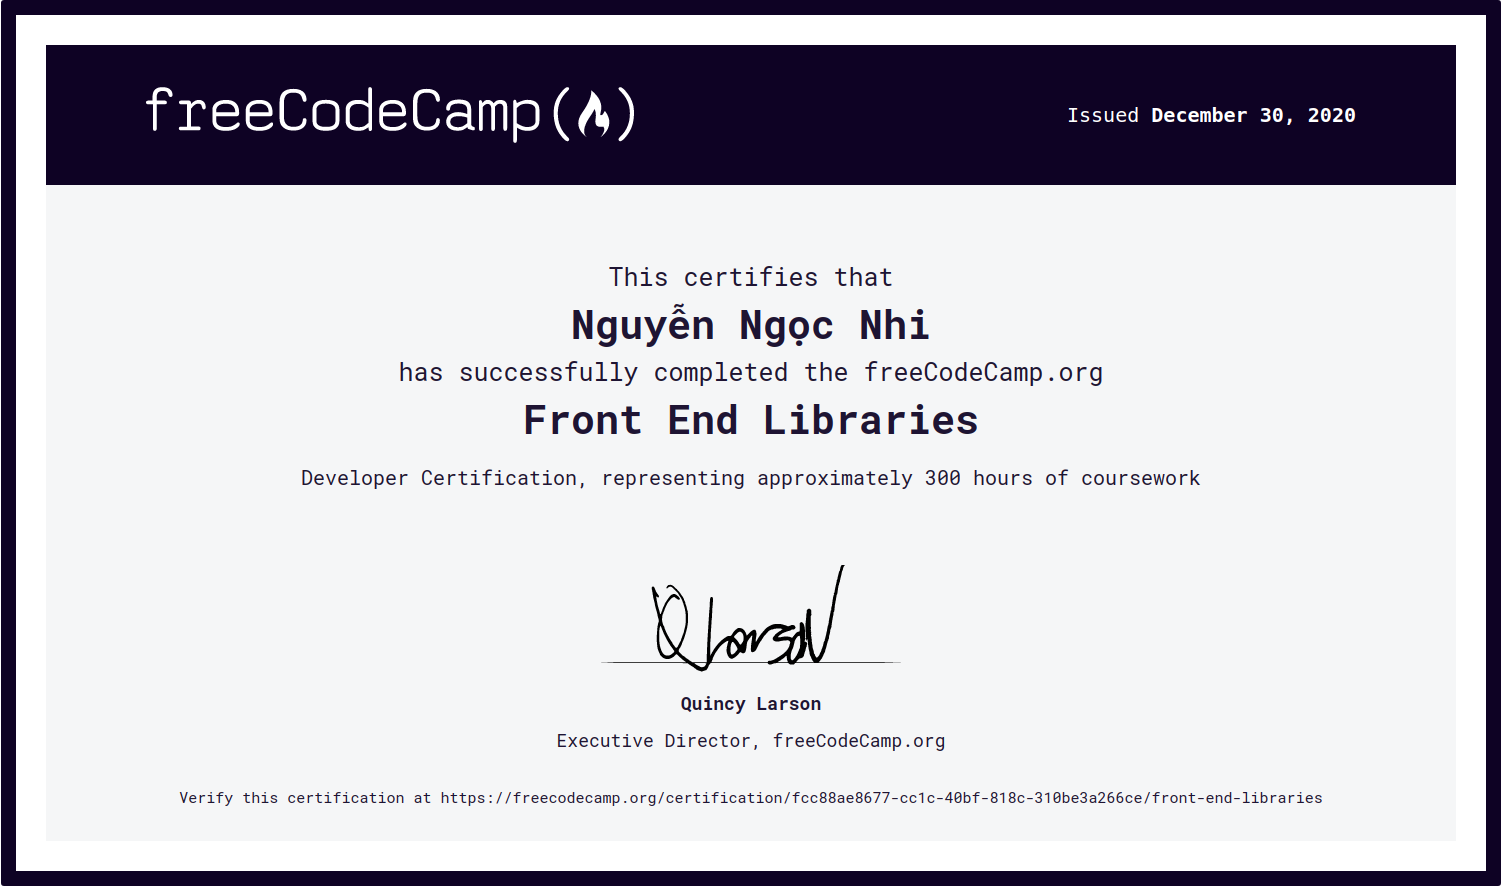 freeCodeCamp(🔥)
Issued December 30, 2020
This certifies that
Nguyễn Ngọc Nhi
has successfully completed the freeCodeCamp.org
Front End Libraries
Developer Certification, representing approximately 300 hours of coursework
Q Larson
Quincy Larson
Executive Director, freeCodeCamp.org
Verify this certification at https://freecodecamp.org/certification/fcc88ae8677-cc1c-40bf-818c-310be3a266ce/front-end-libraries